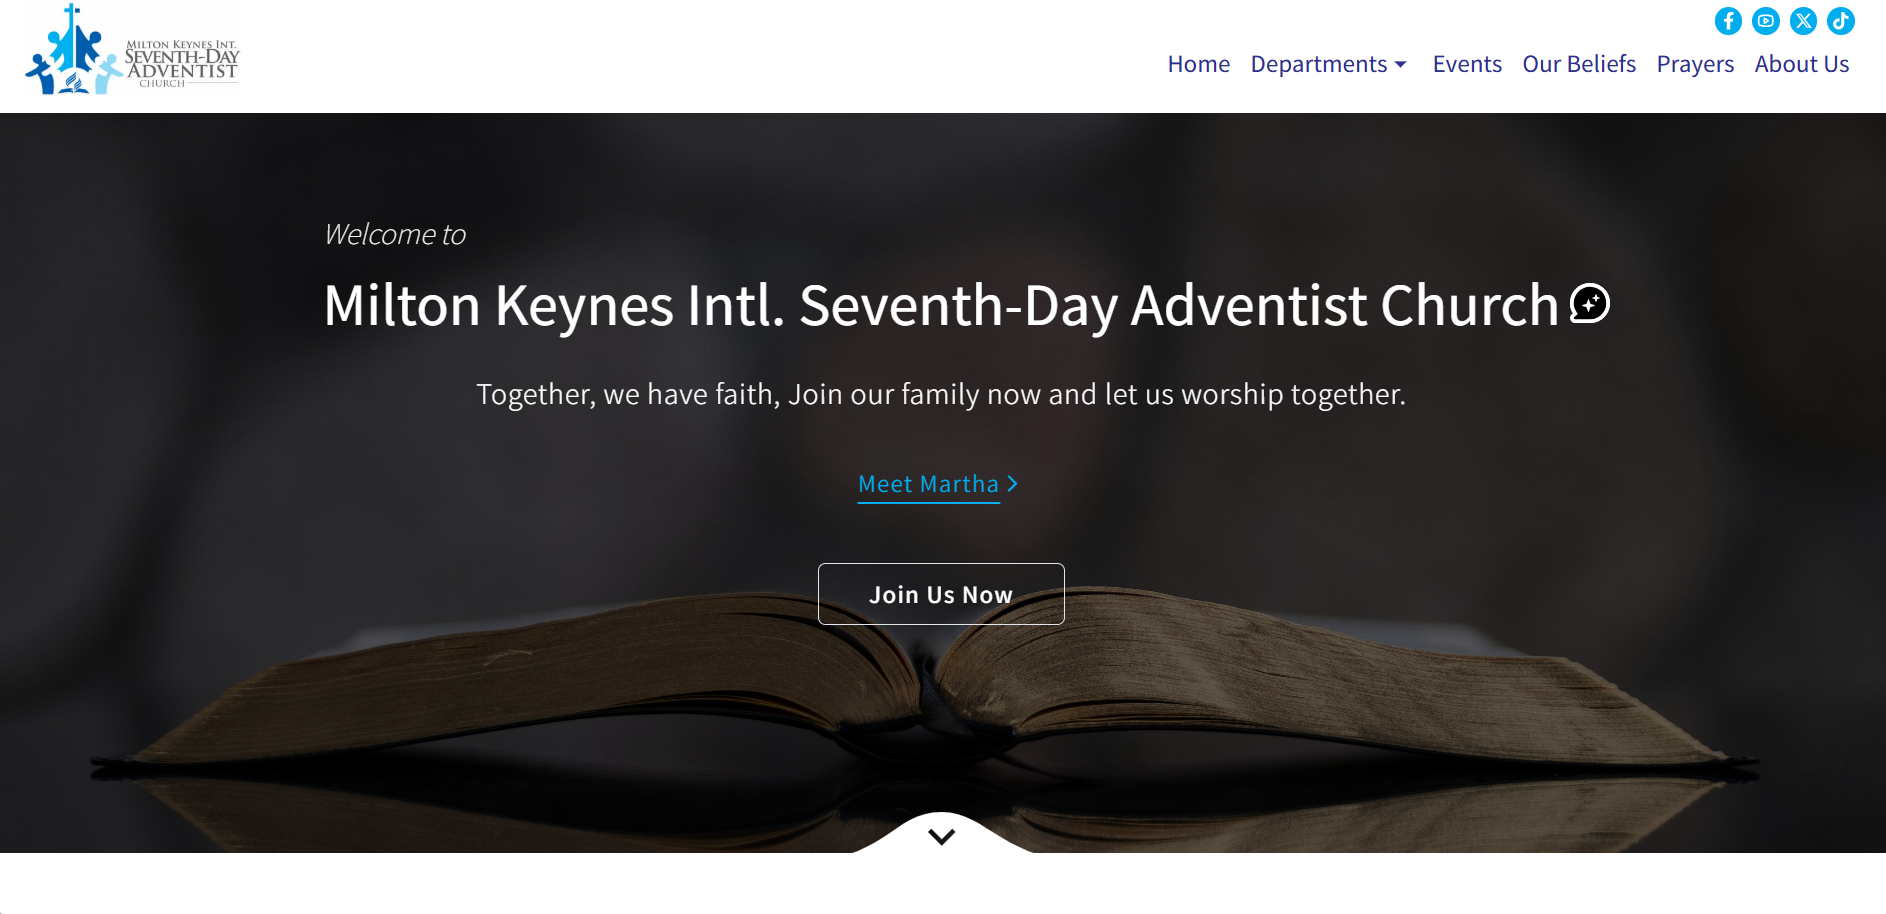 MILTON KEYNES INT.
SEVENTH-DAY
ADVENTIST
CHURCH
Home Departments Events Our Beliefs Prayers About Us
Welcome to
Milton Keynes Intl. Seventh-Day Adventist Church
Together, we have faith, Join our family now and let us worship together.
Meet Martha
Join Us Now